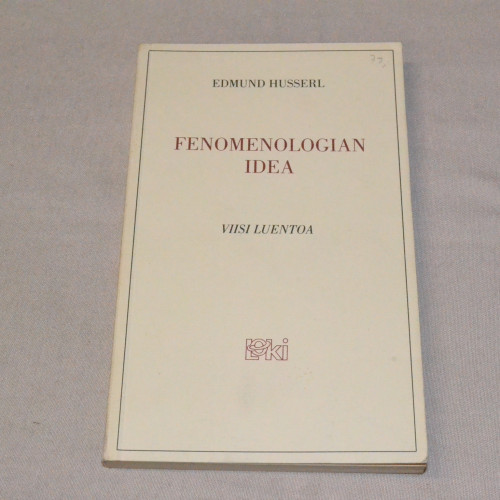 EDMUND HUSSERL
FENOMENOLOGIAN
IDEA
VIISI LUENTOA
Loki